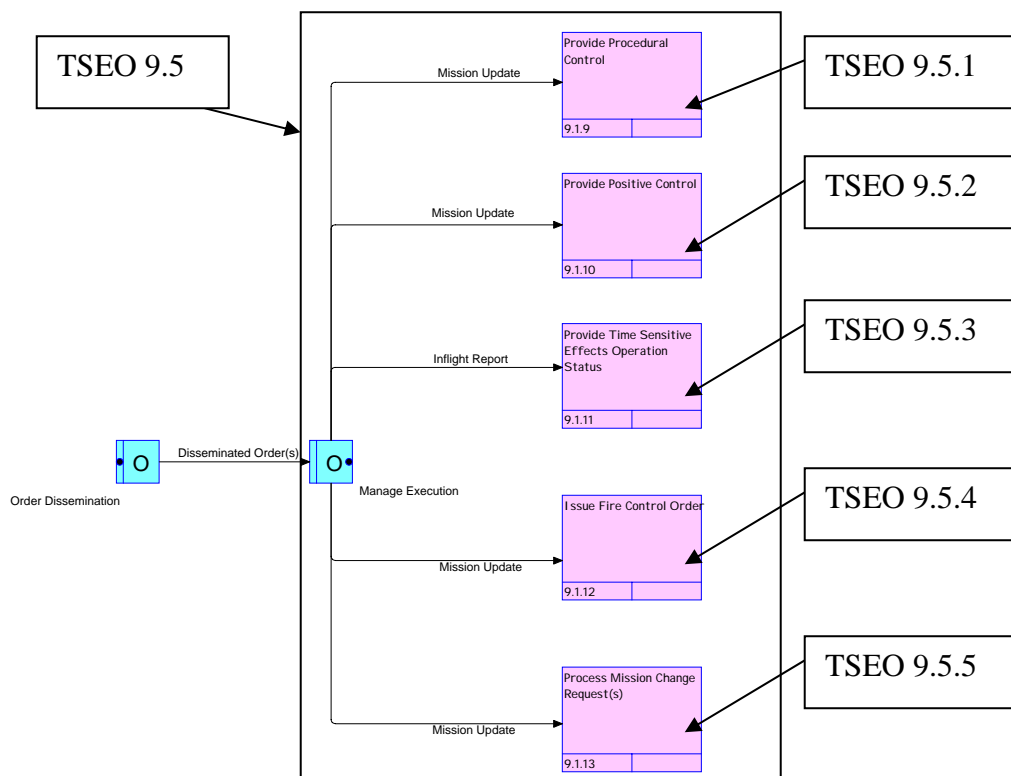 TSEO 9.5
Provide Procedural
Control
Mission Update
9.1.9
TSEO 9.5.1
Provide Positive Control
Mission Update
9.1.10
TSEO 9.5.2
Provide Time Sensitive
Effects Operation
Status
Inflight Report
9.1.11
TSEO 9.5.3
O
Order Dissemination
Disseminated Order(s)
O
Manage Execution
Issue Fire Control Order
Mission Update
9.1.12
TSEO 9.5.4
Process Mission Change
Request(s)
Mission Update
9.1.13
TSEO 9.5.5